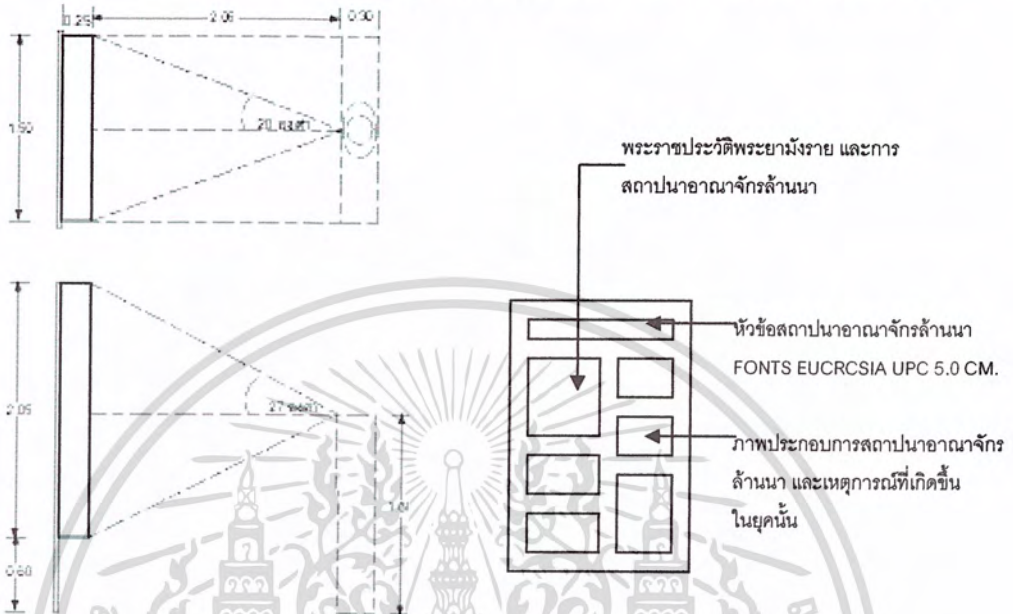 0.25
2.06
0.30
20 องศา
พระราชประวัติพระยามังราย และการ
สถาปนาอาณาจักรล้านนา
หัวข้อสถาปนาอาณาจักรล้านนา
FONTS EUCRCSIA UPC 5.0 CM.
2.05
27 องศา
ภาพประกอบการสถาปนาอาณาจักร
ล้านนา และเหตุการณ์ที่เกิดขึ้น
ในยุคนั้น
0.60